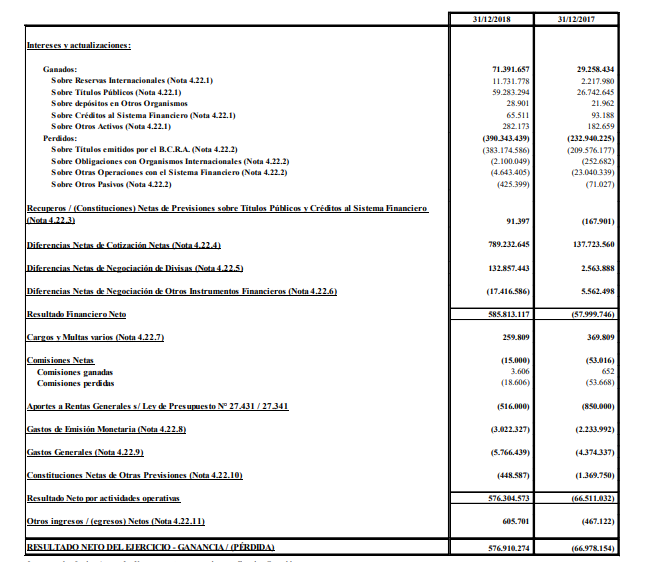 31/12/2018 31/12/2017
Intereses y actualizaciones:
Ganados: 71.391.657 29.258.434
Sobre Reservas Internacionales (Nota 4.22.1) 11.731.778 2.217.980
Sobre Títulos Públicos (Nota 4.22.1) 59.283.294 26.742.645
Sobre depósitos en Otros Organismos 28.901 21.962
Sobre Créditos al Sistema Financiero (Nota 4.22.1) 65.511 93.188
Sobre Otros Activos (Nota 4.22.1) 282.173 182.659
Perdidos: (390.343.439) (232.940.225)
Sobre Títulos emitidos por el B.C.R.A. (Nota 4.22.2) (383.174.586) (209.576.177)
Sobre Obligaciones con Organismos Internacionales (Nota 4.22.2) (2.100.049) (252.682)
Sobre Otras Operaciones con el Sistema Financiero (Nota 4.22.2) (4.643.405) (23.040.339)
Sobre Otros Pasivos (Nota 4.22.2) (425.399) (71.027)
Recuperos / (Constituciones) Netas de Previsiones sobre Títulos Públicos y Créditos al Sistema Financiero
(Nota 4.22.3) 91.397 (167.901)
Diferencias Netas de Cotización Netas (Nota 4.22.4) 789.232.645 137.723.560
Diferencias Netas de Negociación de Divisas (Nota 4.22.5) 132.857.443 2.563.888
Diferencias Netas de Negociación de Otros Instrumentos Financieros (Nota 4.22.6) (17.416.586) 5.562.498
Resultado Financiero Neto 585.813.117 (57.999.746)
Cargos y Multas varios (Nota 4.22.7) 259.809 369.809
Comisiones Netas (15.000) (53.016)
Comisiones ganadas 3.606 652
Comisiones perdidas (18.606) (53.668)
Aportes a Rentas Generales s/ Ley de Presupuesto N° 27.431 / 27.341 (516.000) (850.000)
Gastos de Emisión Monetaria (Nota 4.22.8) (3.022.327) (2.233.992)
Gastos Generales (Nota 4.22.9) (5.766.439) (4.374.337)
Constituciones Netas de Otras Previsiones (Nota 4.22.10) (448.587) (1.369.750)
Resultado Neto por actividades operativas 576.304.573 (66.511.032)
Otros ingresos / (egresos) Netos (Nota 4.22.11) 605.701 (467.122)
RESULTADO NETO DEL EJERCICIO - GANANCIA / (PÉRDIDA) 576.910.274 (66.978.154)